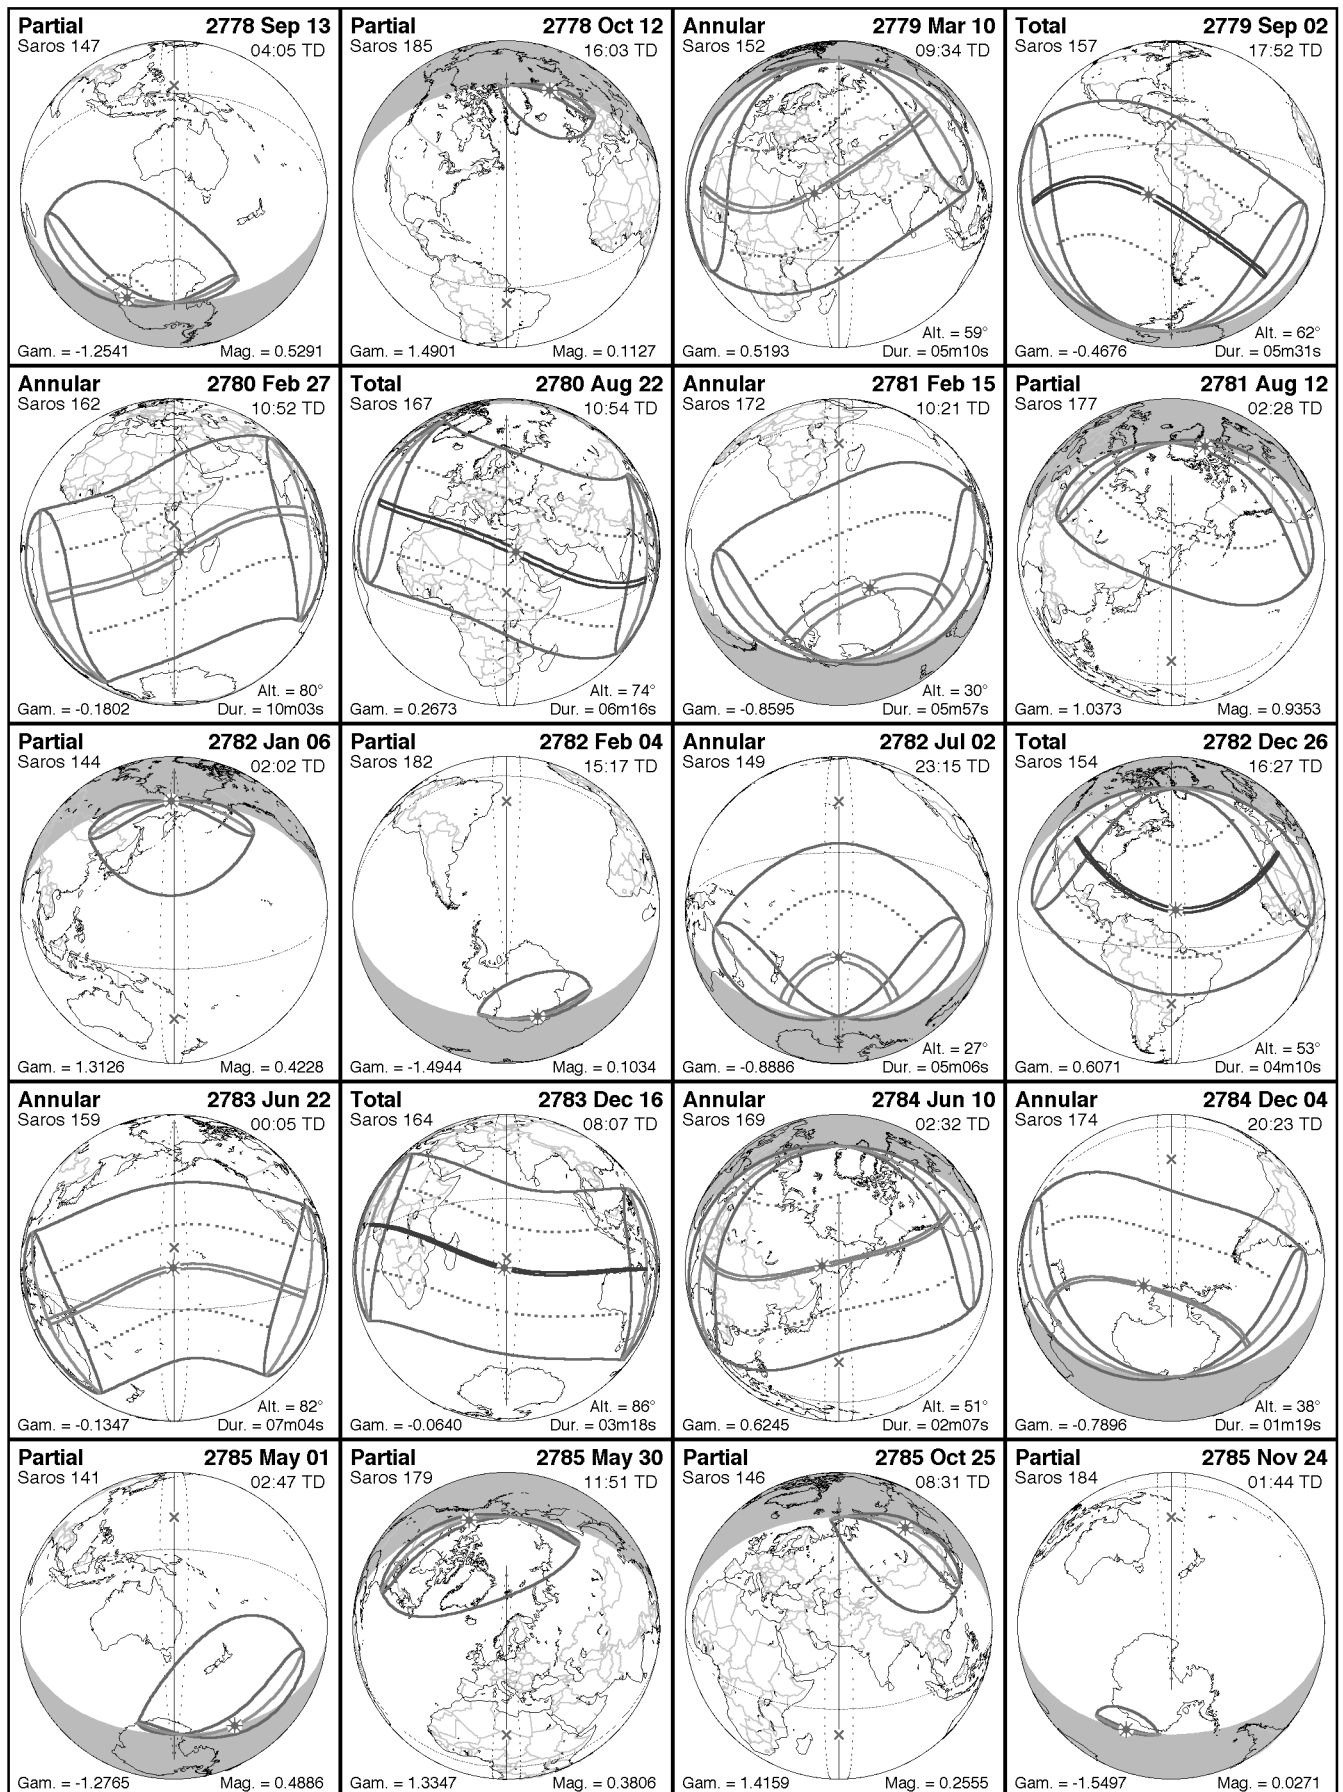 Partial 2778 Sep 13
Saros 147 04:05 TD
Gam. = -1.2541 Mag. = 0.5291
Partial 2778 Oct 12
Saros 185 16:03 TD
Gam. = 1.4901 Mag. = 0.1127
Annular 2779 Mar 10
Saros 152 09:34 TD
Alt. = 59°
Gam. = 0.5193 Dur. = 05m10s
Total 2779 Sep 02
Saros 157 17:52 TD
Alt. = 62°
Gam. = -0.4676 Dur. = 05m31s
Annular 2780 Feb 27
Saros 162 10:52 TD
Alt. = 80°
Gam. = -0.1802 Dur. = 10m03s
Total 2780 Aug 22
Saros 167 10:54 TD
Alt. = 74°
Gam. = 0.2673 Dur. = 06m16s
Annular 2781 Feb 15
Saros 172 10:21 TD
Alt. = 30°
Gam. = -0.8595 Dur. = 05m57s
Partial 2781 Aug 12
Saros 177 02:28 TD
Gam. = 1.0373 Mag. = 0.9353
Partial 2782 Jan 06
Saros 144 02:02 TD
Gam. = 1.3126 Mag. = 0.4228
Partial 2782 Feb 04
Saros 182 15:17 TD
Gam. = -1.4944 Mag. = 0.1034
Annular 2782 Jul 02
Saros 149 23:15 TD
Alt. = 27°
Gam. = -0.8886 Dur. = 05m06s
Total 2782 Dec 26
Saros 154 16:27 TD
Alt. = 53°
Gam. = 0.6071 Dur. = 04m10s
Annular 2783 Jun 22
Saros 159 00:05 TD
Alt. = 82°
Gam. = -0.1347 Dur. = 07m04s
Total 2783 Dec 16
Saros 164 08:07 TD
Alt. = 86°
Gam. = -0.0640 Dur. = 03m18s
Annular 2784 Jun 10
Saros 169 02:32 TD
Alt. = 51°
Gam. = 0.6245 Dur. = 02m07s
Annular 2784 Dec 04
Saros 174 20:23 TD
Alt. = 38°
Gam. = -0.7896 Dur. = 01m19s
Partial 2785 May 01
Saros 141 02:47 TD
Gam. = -1.2765 Mag. = 0.4886
Partial 2785 May 30
Saros 179 11:51 TD
Gam. = 1.3347 Mag. = 0.3806
Partial 2785 Oct 25
Saros 146 08:31 TD
Gam. = 1.4159 Mag. = 0.2555
Partial 2785 Nov 24
Saros 184 01:44 TD
Gam. = -1.5497 Mag. = 0.0271